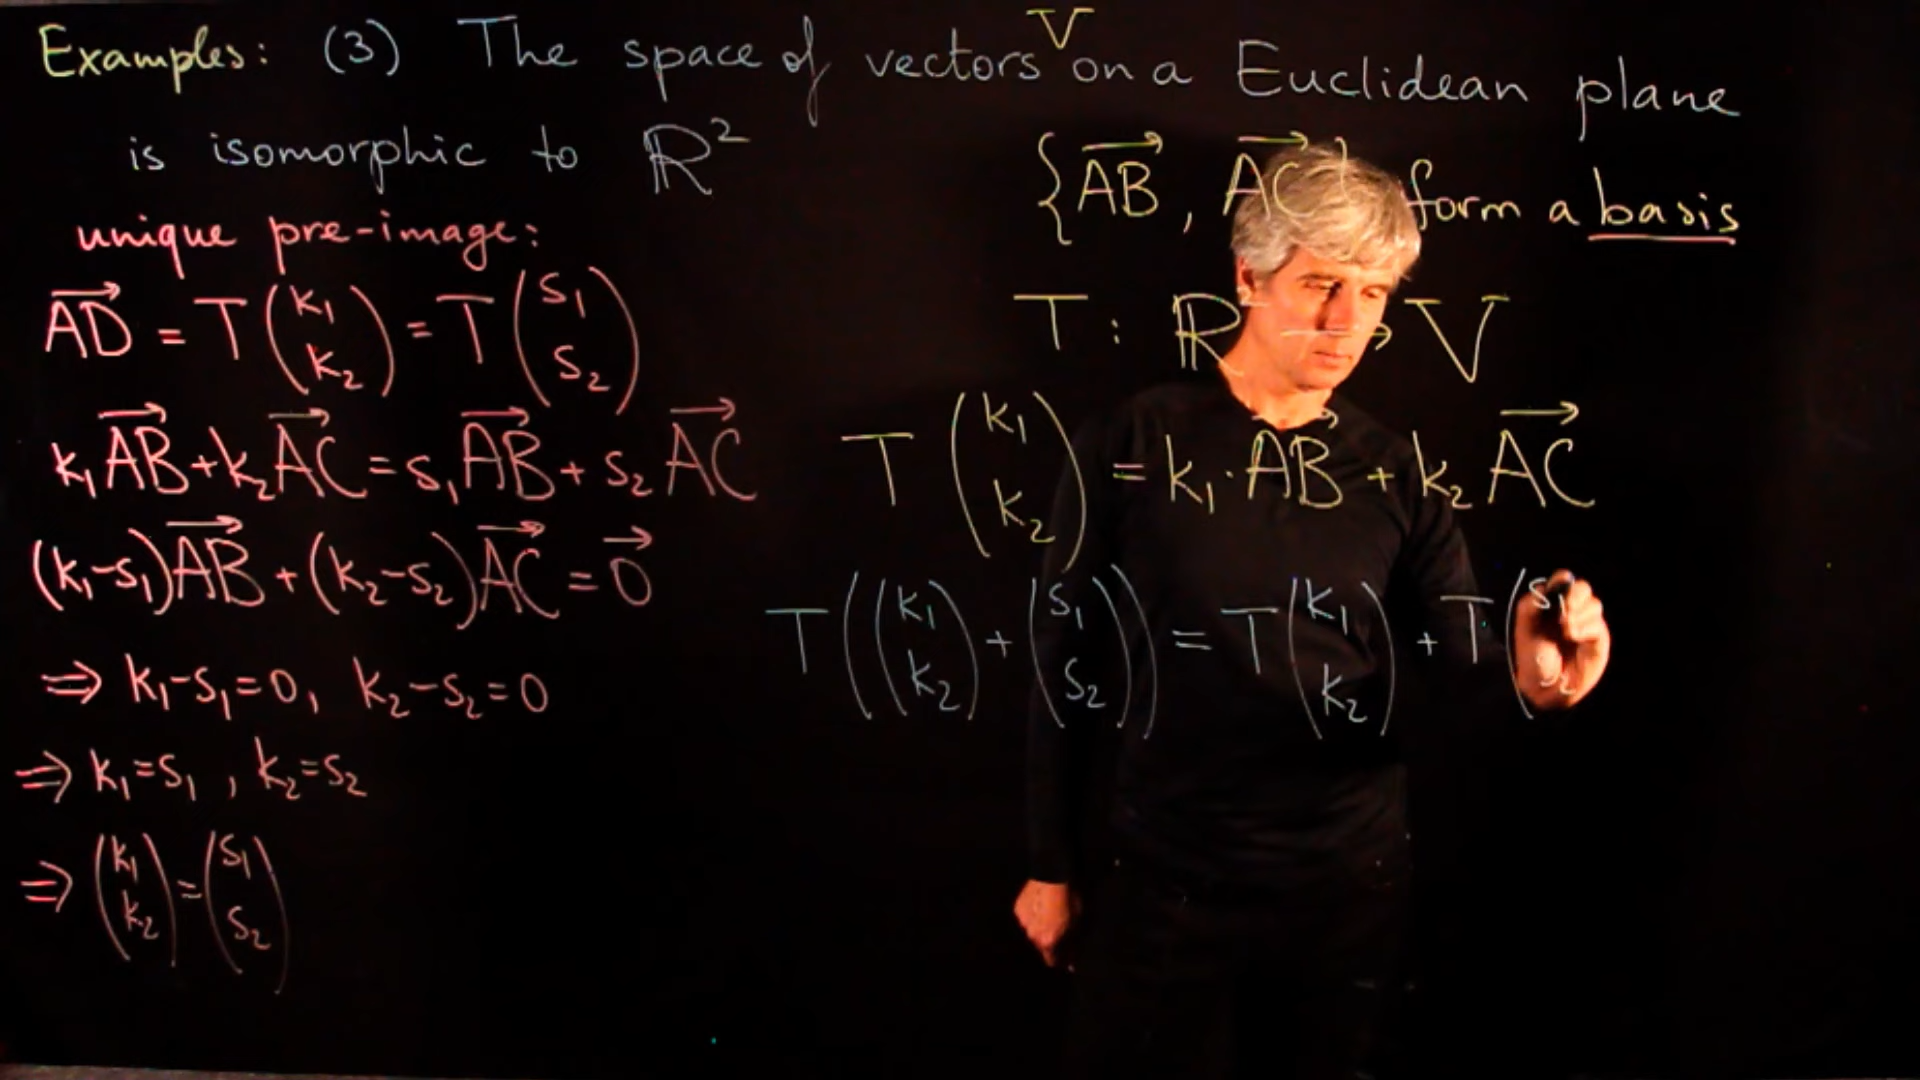 Examples: (3) The space of vectors V on a Euclidean plane
is isomorphic to ℝ²
{AB⃗, AC⃗} form a basis
unique pre-image:
AD⃗ = T(k₁ k₂) = T(s₁ s₂)
k₁AB⃗ + k₂AC⃗ = s₁AB⃗ + s₂AC⃗
(k₁-s₁)AB⃗ + (k₂-s₂)AC⃗ = 0⃗
⇒ k₁-s₁=0, k₂-s₂=0
⇒ k₁=s₁, k₂=s₂
⇒ (k₁ k₂) = (s₁ s₂)
T: ℝ² → V
T(k₁ k₂) = k₁·AB⃗ + k₂AC⃗
T((k₁ k₂) + (s₁ s₂)) = T(k₁ k₂) + T(s₁ s₂